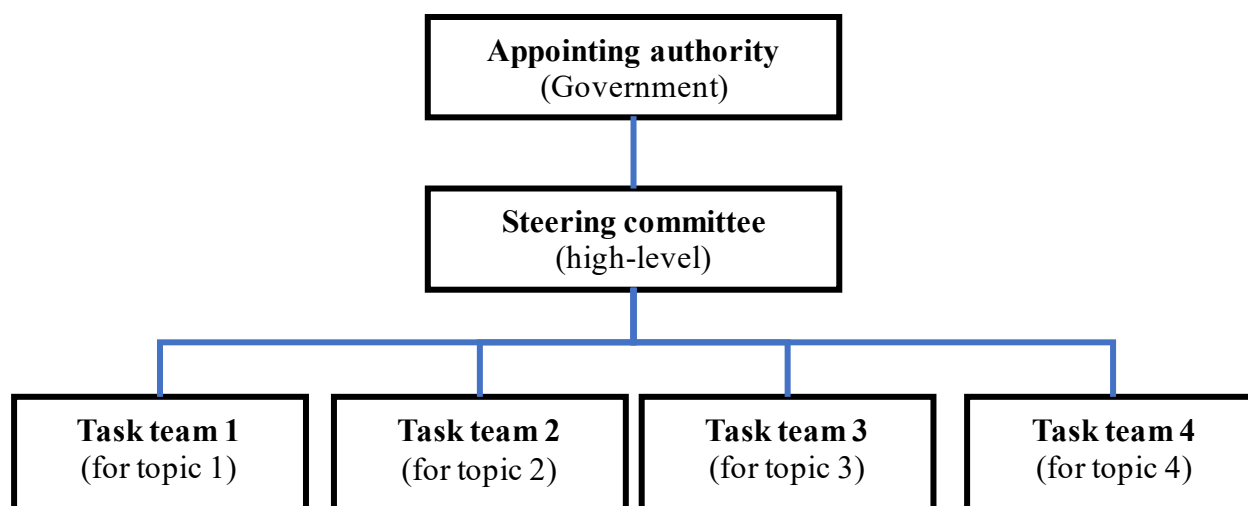 Appointing authority
(Government)
Steering committee
(high-level)
Task team 1
(for topic 1)
Task team 2
(for topic 2)
Task team 3
(for topic 3)
Task team 4
(for topic 4)